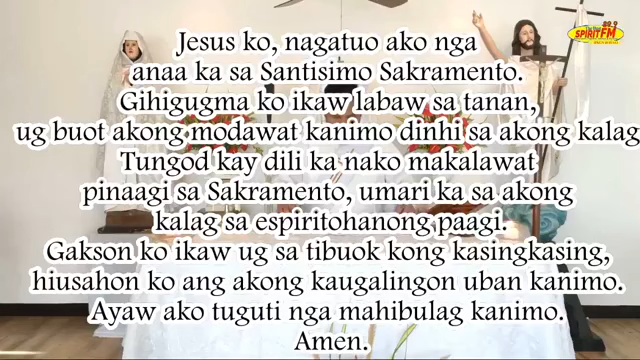 Jesus ko, nagatuo ako nga
anaa ka sa Santisimo Sakramento.
Gihigugma ko ikaw labaw sa tanan,
ug buot akong modawat kanimo dinhi sa akong kalag
Tungod kay dili ka nako makalawat
pinaagi sa Sakramento, umari ka sa akong
kalag sa espiritohanong paagi.
Gakson ko ikaw ug sa tibuok kong kasingkasing,
hiusahon ko ang akong kaugalingon uban kanimo.
Ayaw ako tuguti nga mahibulag kanimo.
Amen.
SPIRIT FM